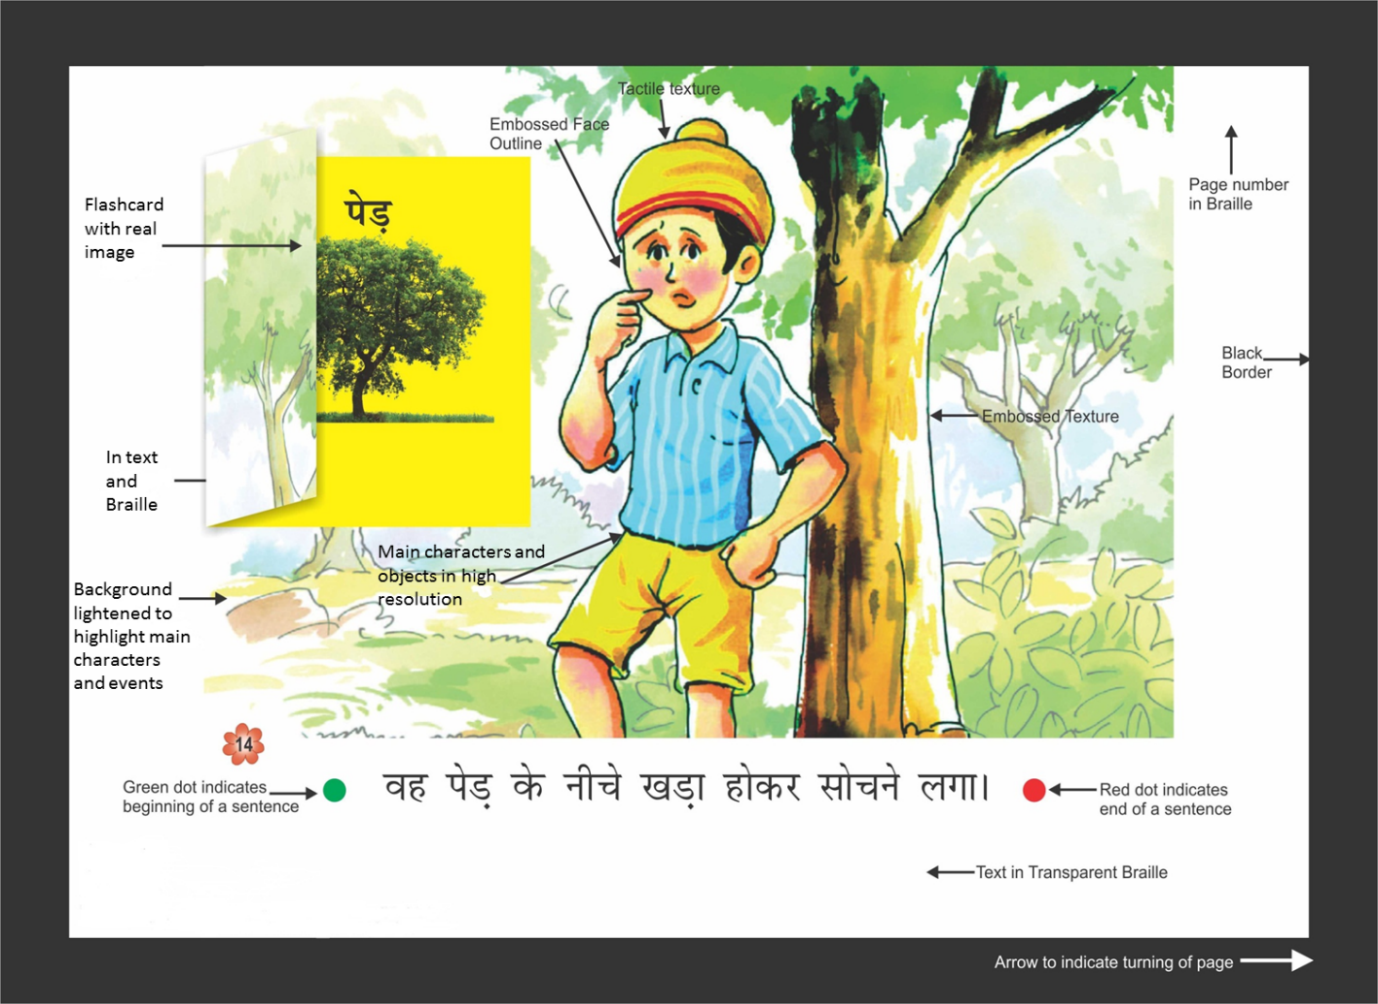 Tactile texture
Embossed Face
Outline
Page number
in Braille
Flashcard
with real
image
पेड़
Black
Border
Embossed Texture
In text
and
Braille
Main characters and
objects in high
resolution
Background
lightened to
highlight main
characters
and events
14
Green dot indicates
beginning of a sentence
वह पेड़ के नीचे खड़ा होकर सोचने लगा।
Red dot indicates
end of a sentence
Text in Transparent Braille
Arrow to indicate turning of page